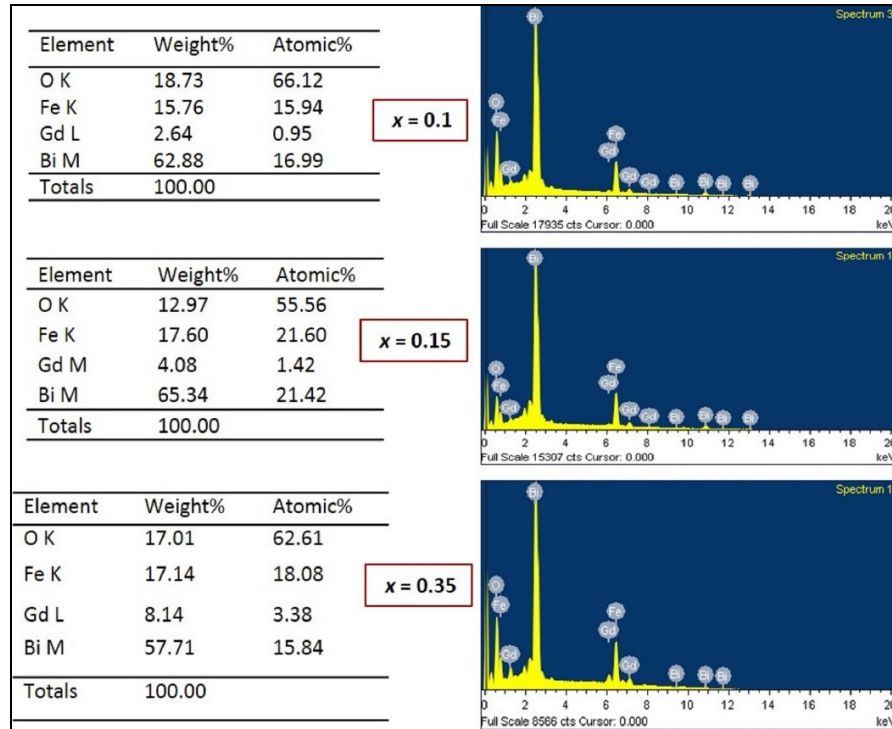 Element Weight% Atomic%
O K 18.73 66.12
Fe K 15.76 15.94
Gd L 2.64 0.95
Bi M 62.88 16.99
Totals 100.00
x = 0.1
Spectrum 3
Bi
O
Fe
Gd
Fe
Gd
Gd
Gd
Bi
Bi
Bi
Bi
0 2 4 6 8 10 12 14 16 18 20
Full Scale 17935 cts Cursor: 0.000 keV
Element Weight% Atomic%
O K 12.97 55.56
Fe K 17.60 21.60
Gd M 4.08 1.42
Bi M 65.34 21.42
Totals 100.00
x = 0.15
Spectrum 1
Bi
O
Fe
Gd
Fe
Gd
Gd
Gd
Bi
Bi
Bi
Bi
0 2 4 6 8 10 12 14 16 18 20
Full Scale 15307 cts Cursor: 0.000 keV
Element Weight% Atomic%
O K 17.01 62.61
Fe K 17.14 18.08
Gd L 8.14 3.38
Bi M 57.71 15.84
Totals 100.00
x = 0.35
Spectrum 1
Bi
O
Fe
Gd
Fe
Gd
Gd
Bi
Bi
Bi
0 2 4 6 8 10 12 14 16 18 20
Full Scale 8566 cts Cursor: 0.000 keV